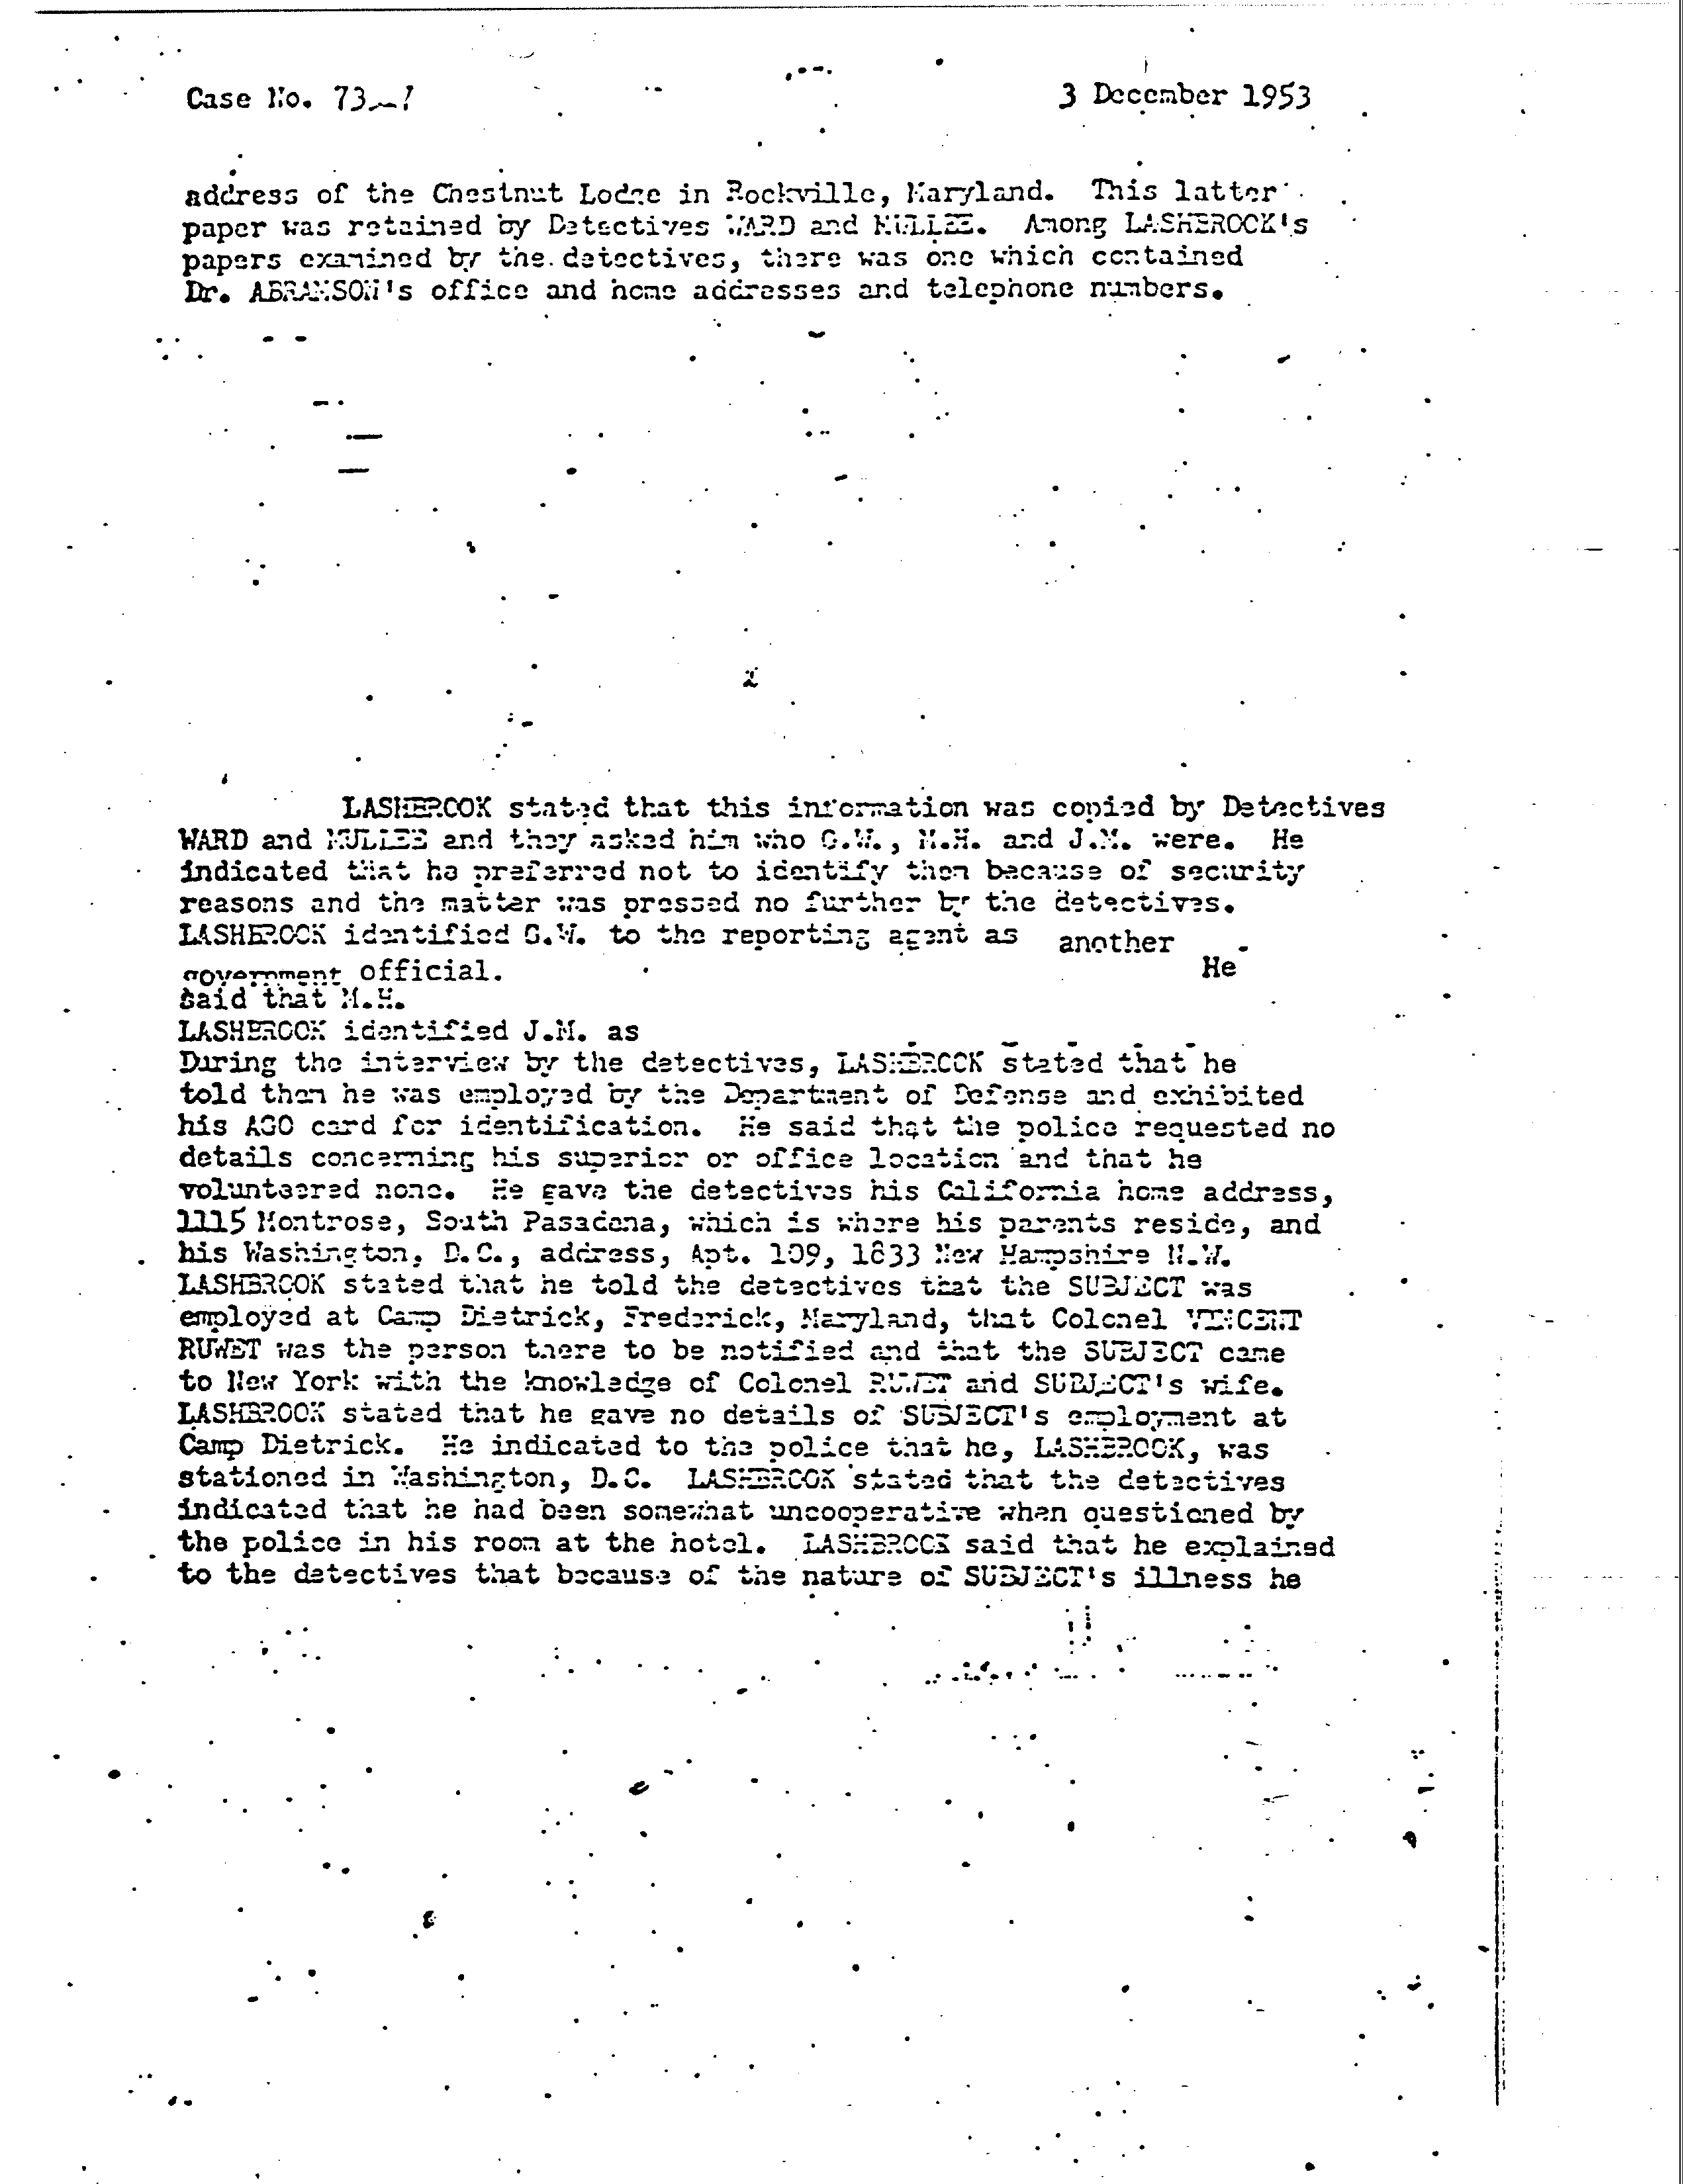 Case No. 73
3 December 1953
address of the Chestnut Lodge in Rockville, Maryland. This latter
paper was retained by Detectives WARD and MULLEE. Among LASHBROOK's
papers examined by the detectives, there was one which contained
Dr. ABRAMSON's office and home addresses and telephone numbers.
LASHBROOK stated that this information was copied by Detectives
WARD and MULLEE and they asked him who G.W., M.H. and J.M. were. He
indicated that he preferred not to identify them because of security
reasons and the matter was pressed no further by the detectives.
LASHBROOK identified G.W. to the reporting agent as another
government official. He
said that M.H.
LASHBROOK identified J.M. as
During the interview by the detectives, LASHBROOK stated that he
told them he was employed by the Department of Defense and exhibited
his AGO card for identification. He said that the police requested no
details concerning his superior or office location and that he
volunteered none. He gave the detectives his California home address,
1115 Montrose, South Pasadena, which is where his parents reside, and
his Washington, D.C., address, Apt. 109, 1833 New Hampshire N.W.
LASHBROOK stated that he told the detectives that the SUBJECT was
employed at Camp Dietrick, Frederick, Maryland, that Colonel VINCENT
RUWET was the person there to be notified and that the SUBJECT came
to New York with the knowledge of Colonel RUWET and SUBJECT's wife.
LASHBROOK stated that he gave no details of SUBJECT's employment at
Camp Dietrick. He indicated to the police that he, LASHBROOK, was
stationed in Washington, D.C. LASHBROOK stated that the detectives
indicated that he had been somewhat uncooperative when questioned by
the police in his room at the hotel. LASHBROOK said that he explained
to the detectives that because of the nature of SUBJECT's illness he